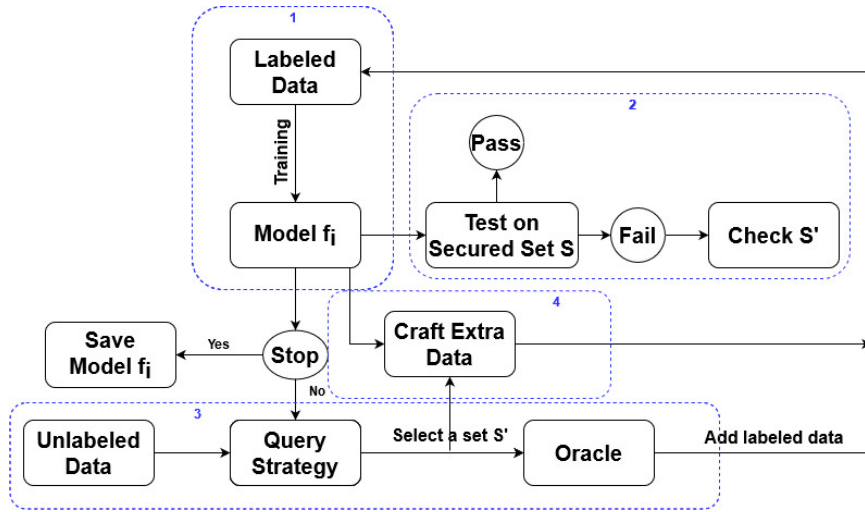 1
Labeled
Data
2
Pass
Training
Model fi
Test on
Secured Set S
Fail
Check S'
4
Craft Extra
Data
Save
Model fi
Yes
Stop
No
3
Unlabeled
Data
Query
Strategy
Select a set S'
Oracle
Add labeled data